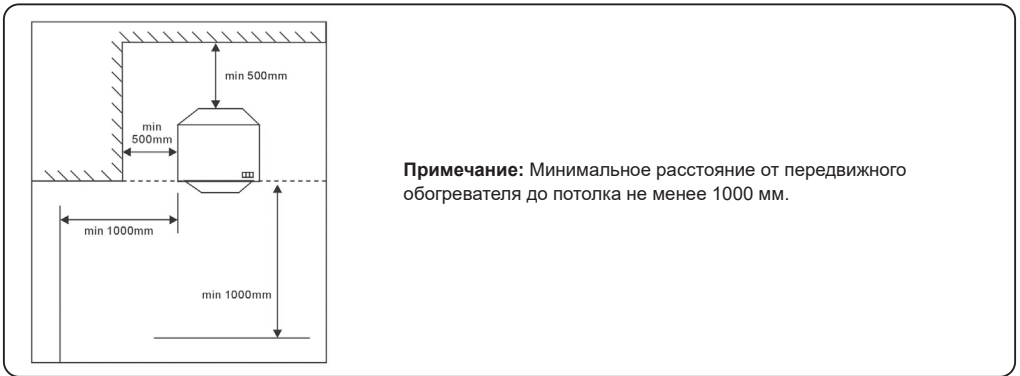 min 500mm
min
500mm
min 1000mm
min 1000mm
Примечание: Минимальное расстояние от передвижного
обогревателя до потолка не менее 1000 мм.